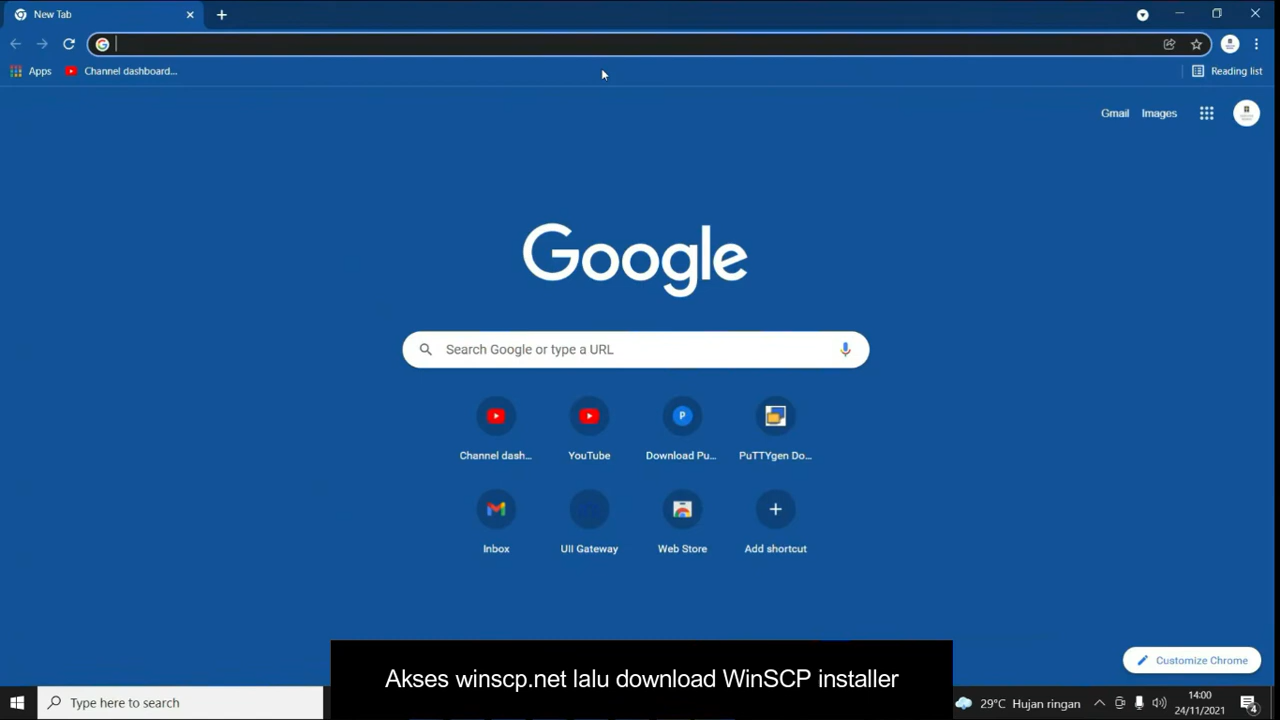 New Tab
Apps
Channel dashboard...
Reading list
Gmail
Images
Google
Search Google or type a URL
Channel dash...
YouTube
Download Pu...
PuTTYgen Do...
Inbox
UII Gateway
Web Store
Add shortcut
Customize Chrome
Akses winscp.net lalu download WinSCP installer
Type here to search
29°C Hujan ringan
14:00
24/11/2021
4